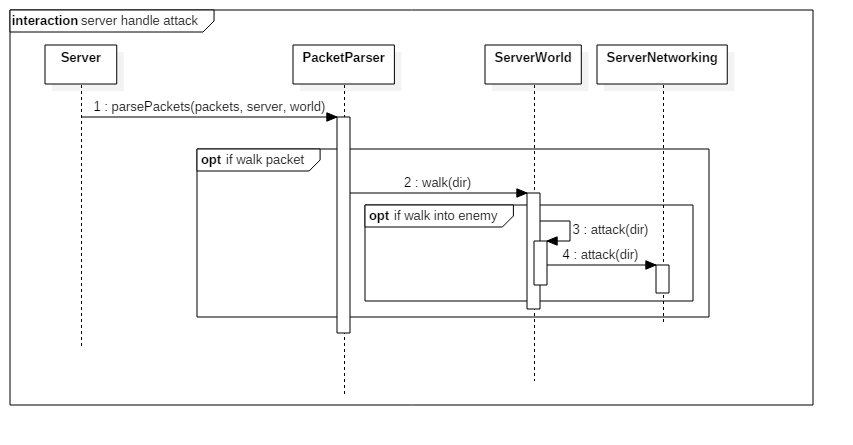 interaction server handle attack
Server PacketParser ServerWorld ServerNetworking
1 : parsePackets(packets, server, world)
opt if walk packet
2 : walk(dir)
opt if walk into enemy
3 : attack(dir)
4 : attack(dir)